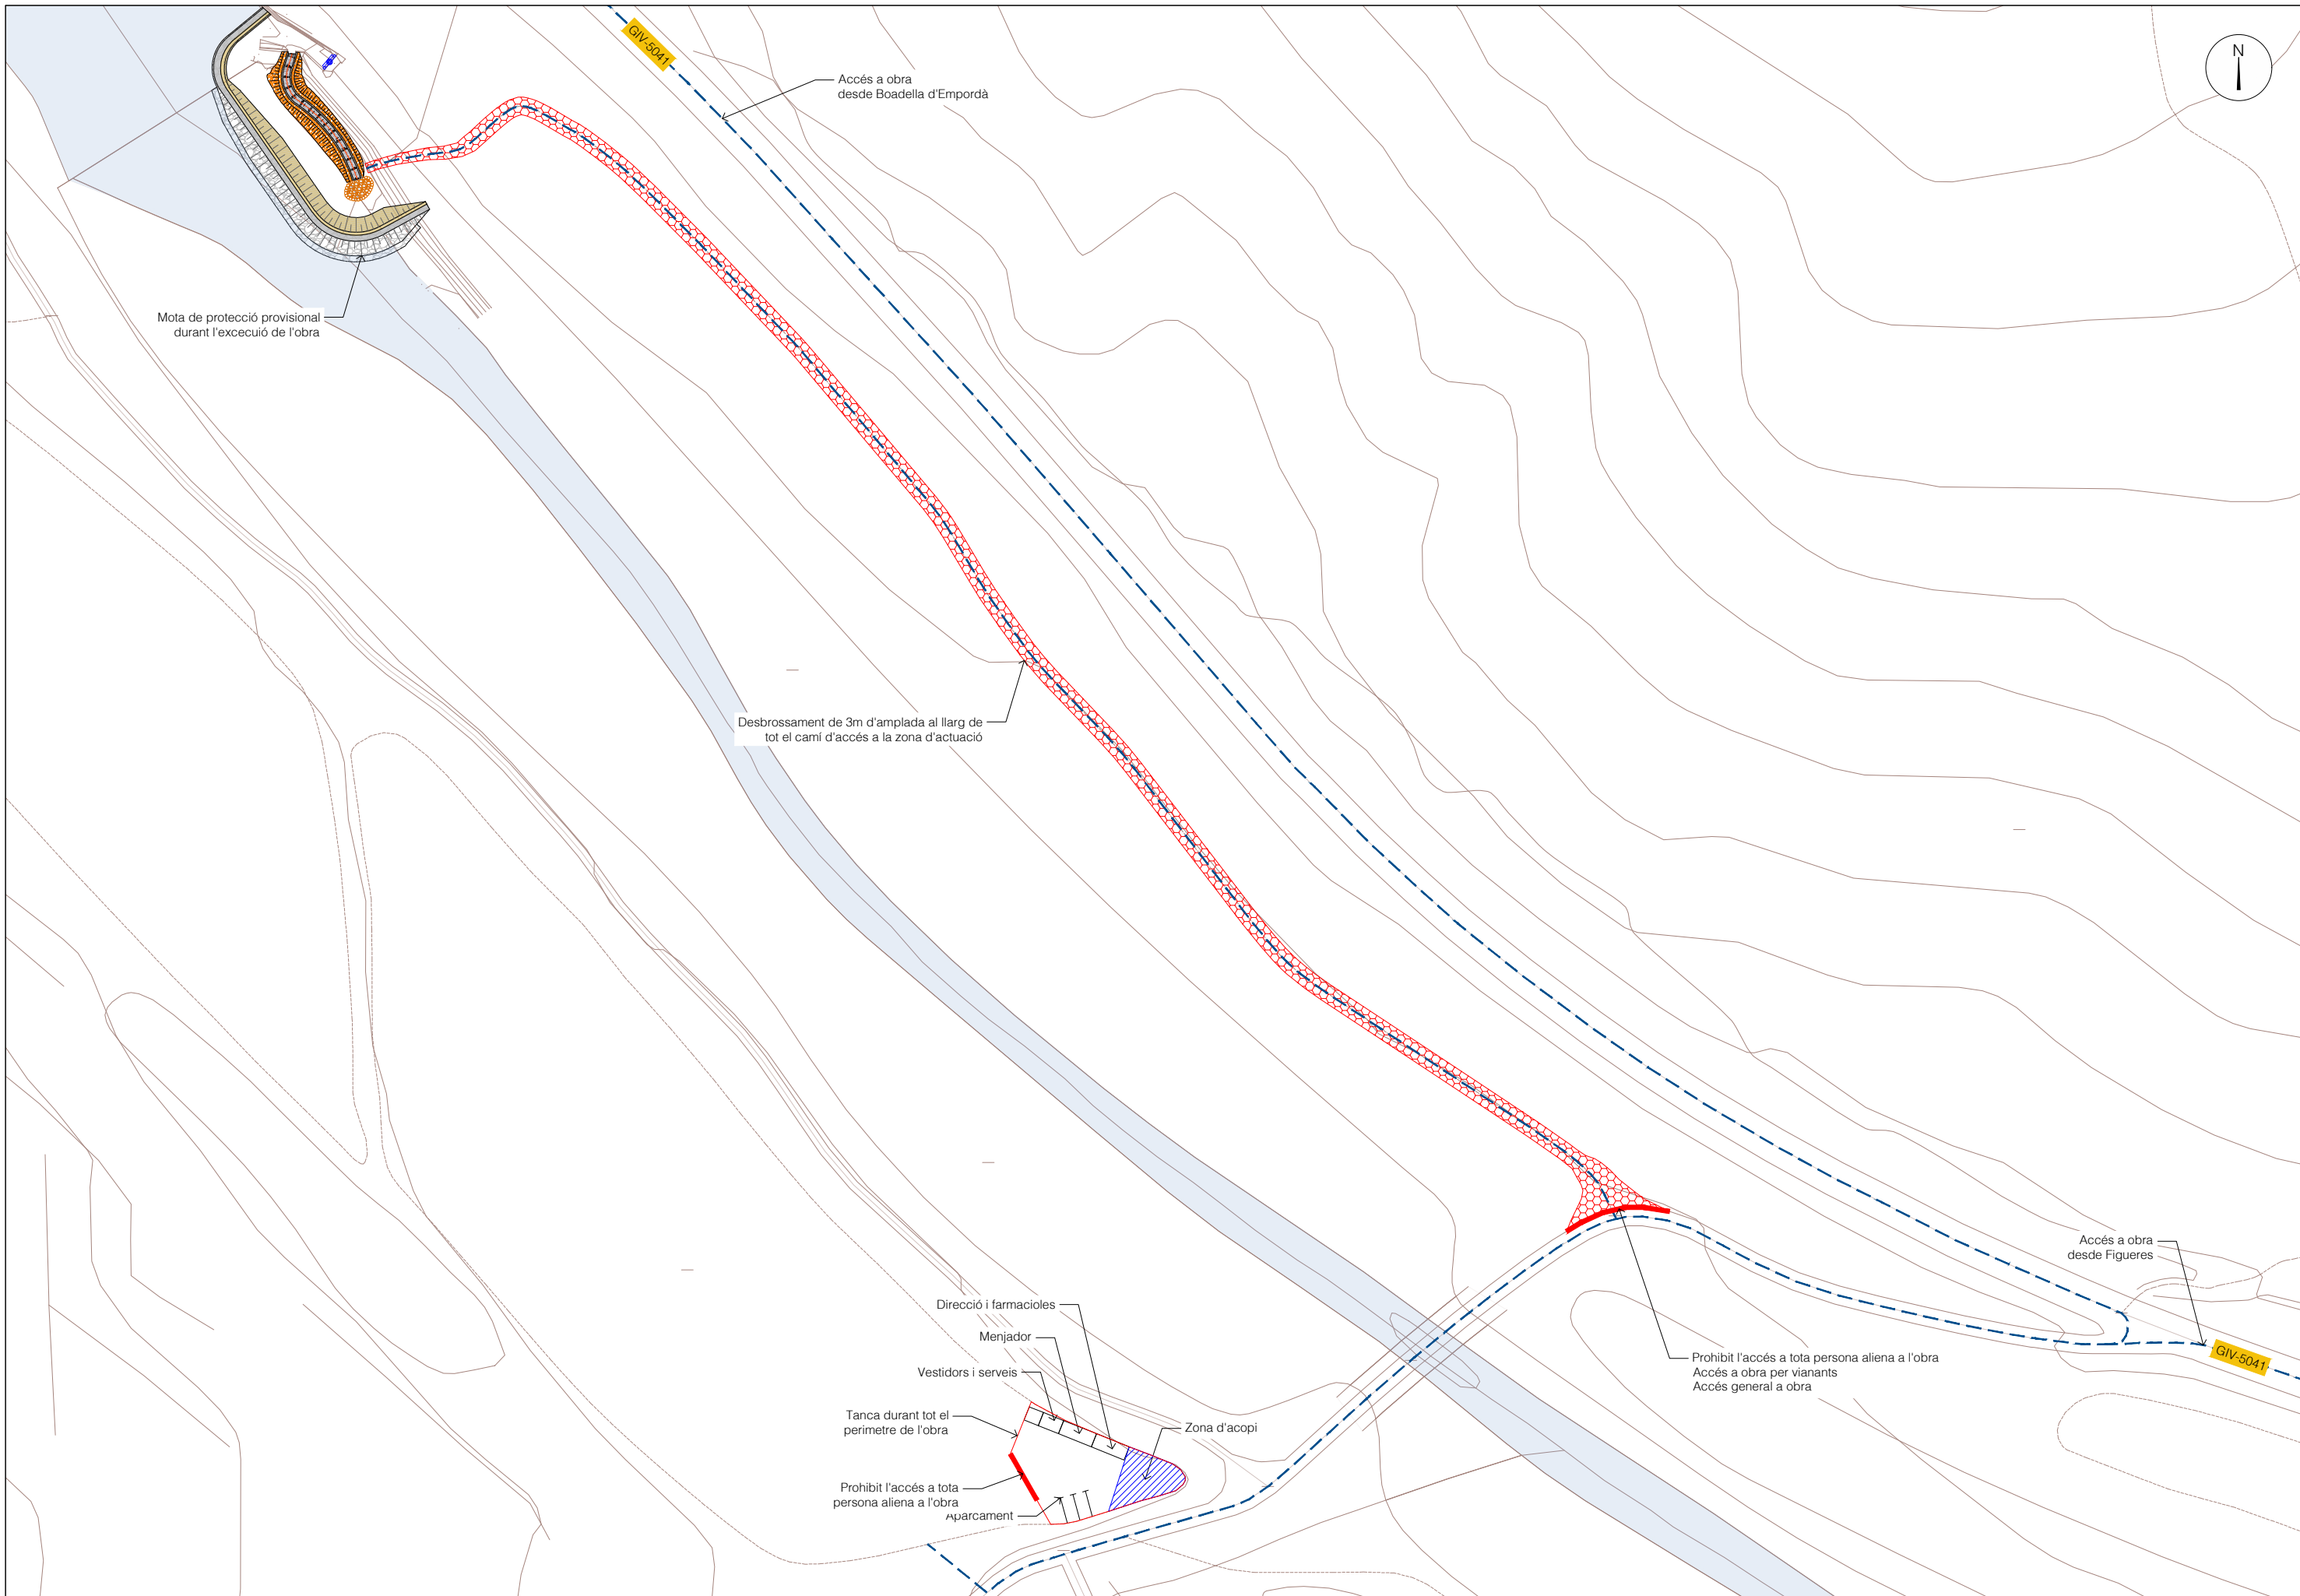 GIV-5041
N
Accés a obra
desde Boadella d'Empordà
Mota de protecció provisional
durant l'excecuió de l'obra
Desbrossament de 3m d'amplada al llarg de
tot el camí d'accés a la zona d'actuació
Accés a obra
desde Figueres
GIV-5041
Prohibit l'accés a tota persona aliena a l'obra
Accés a obra per vianants
Accés general a obra
Direcció i farmacioles
Menjador
Vestidors i serveis
Tanca durant tot el
perimetre de l'obra
Zona d'acopi
Prohibit l'accés a tota
persona aliena a l'obra
Aparcament